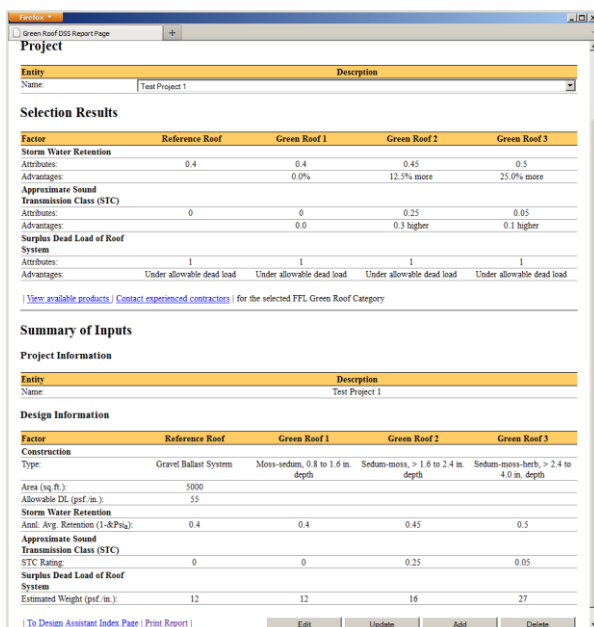 Firefox
Green Roof DSS Report Page
+
Project
Entity Descrption
Name: Test Project 1
Selection Results
Factor Reference Roof Green Roof 1 Green Roof 2 Green Roof 3
Storm Water Retention
Attributes: 0.4 0.4 0.45 0.5
Advantages: 0.0% 12.5% more 25.0% more
Approximate Sound
Transmission Class (STC)
Attributes: 0 0 0.25 0.05
Advantages: 0.0 0.3 higher 0.1 higher
Surplus Dead Load of Roof
System
Attributes: 1 1 1 1
Advantages: Under allowable dead load Under allowable dead load Under allowable dead load Under allowable dead load
| View available products | Contact experienced contractors | for the selected FFL Green Roof Category
Summary of Inputs
Project Information
Entity Descrption
Name: Test Project 1
Design Information
Factor Reference Roof Green Roof 1 Green Roof 2 Green Roof 3
Construction
Type: Gravel Ballast System Moss-sedum, 0.8 to 1.6 in. Sedum-moss, > 1.6 to 2.4 in. Sedum-moss-herb, > 2.4 to
depth depth 4.0 in. depth
Area (sq.ft.): 5000
Allowable DL (psf./in.): 55
Storm Water Retention
Annl. Avg. Retention (1-&Psia): 0.4 0.4 0.45 0.5
Approximate Sound
Transmission Class (STC)
STC Rating: 0 0 0.25 0.05
Surplus Dead Load of Roof
System
Estimated Weight (psf./in.): 12 12 16 27
| To Design Assistant Index Page | Print Report | Edit Update Add Delete